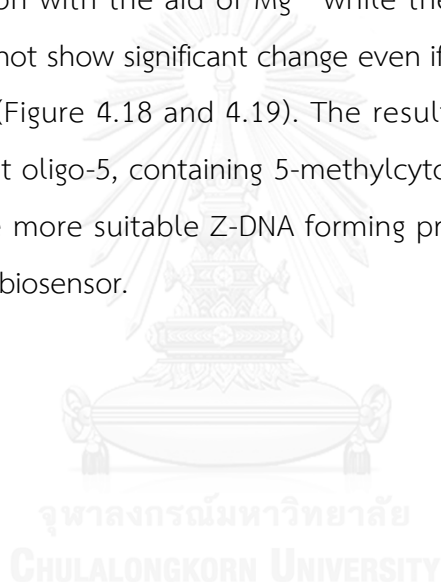 on with the aid of Mg²⁺ while the
not show significant change even if
(Figure 4.18 and 4.19). The result
t oligo-5, containing 5-methylcyto
more suitable Z-DNA forming pr
biosensor.
จุฬาลงกรณ์มหาวิทยาลัย
CHULALONGKORN UNIVERSITY